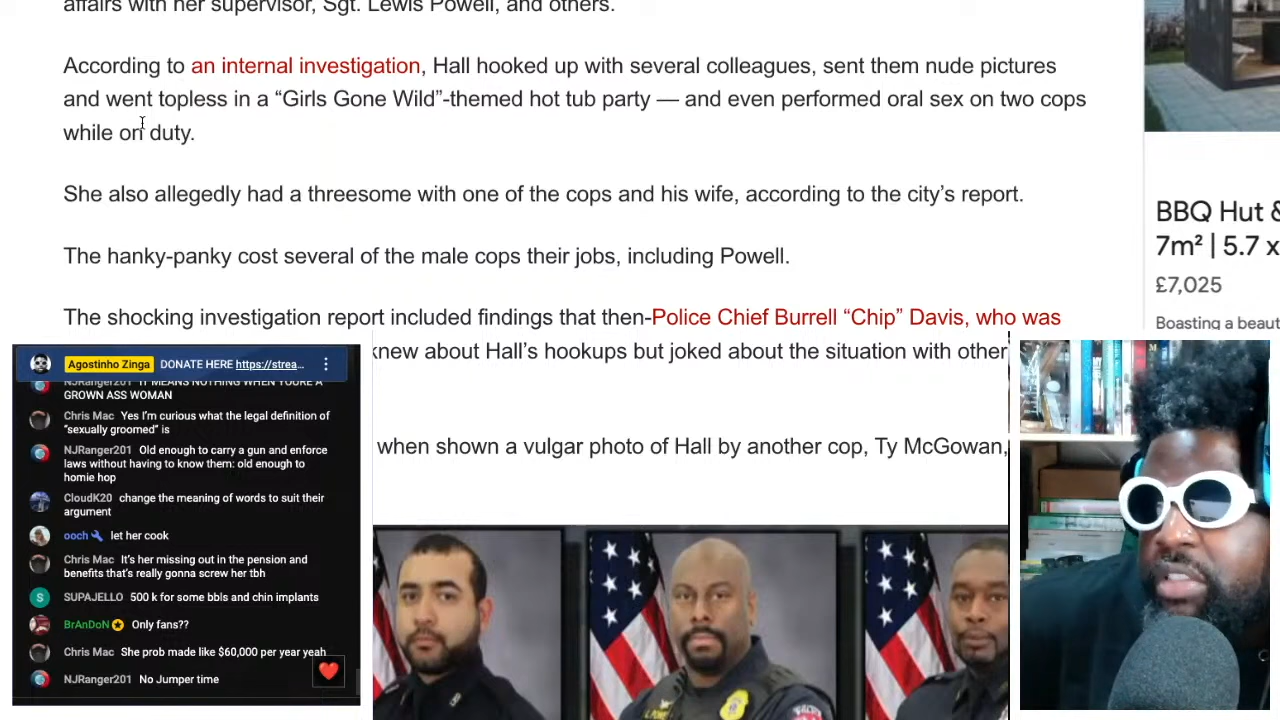 affairs with her supervisor, Sgt. Lewis Powell, and others.
According to an internal investigation, Hall hooked up with several colleagues, sent them nude pictures
and went topless in a “Girls Gone Wild”-themed hot tub party — and even performed oral sex on two cops
while on duty.
She also allegedly had a threesome with one of the cops and his wife, according to the city’s report.
The hanky-panky cost several of the male cops their jobs, including Powell.
The shocking investigation report included findings that then-Police Chief Burrell “Chip” Davis, who was
knew about Hall’s hookups but joked about the situation with other
when shown a vulgar photo of Hall by another cop, Ty McGowan,
BBQ Hut &
7m² | 5.7 x
£7,025
Boasting a beaut
Agostinho Zinga DONATE HERE https://strea...
NJRanger201 IT MEANS NOTHING WHEN YOURE A
GROWN ASS WOMAN
Chris Mac Yes I’m curious what the legal definition of
“sexually groomed” is
NJRanger201 Old enough to carry a gun and enforce
laws without having to know them: old enough to
homie hop
CloudK20 change the meaning of words to suit their
argument
ooch let her cook
Chris Mac It’s her missing out in the pension and
benefits that’s really gonna screw her tbh
S SUPAJELLO 500 k for some bbls and chin implants
BrAnDoN Only fans??
Chris Mac She prob made like $60,000 per year yeah
NJRanger201 No Jumper time